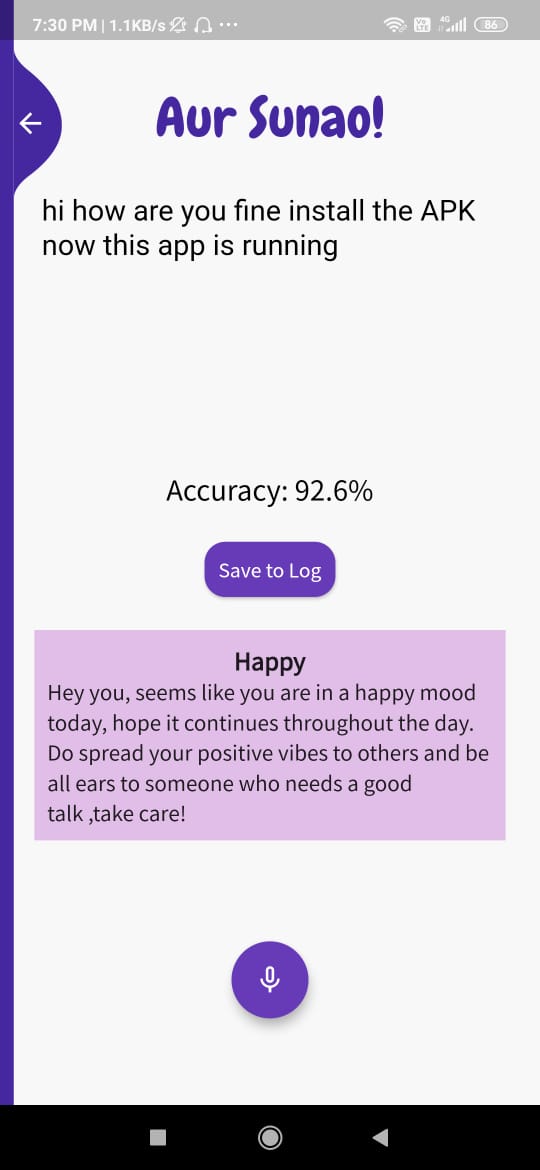 7:30 PM | 1.1KB/s ... Vo LTE 4G 86
Aur Sunao!
hi how are you fine install the APK
now this app is running
Accuracy: 92.6%
Save to Log
Happy
Hey you, seems like you are in a happy mood
today, hope it continues throughout the day.
Do spread your positive vibes to others and be
all ears to someone who needs a good
talk ,take care!